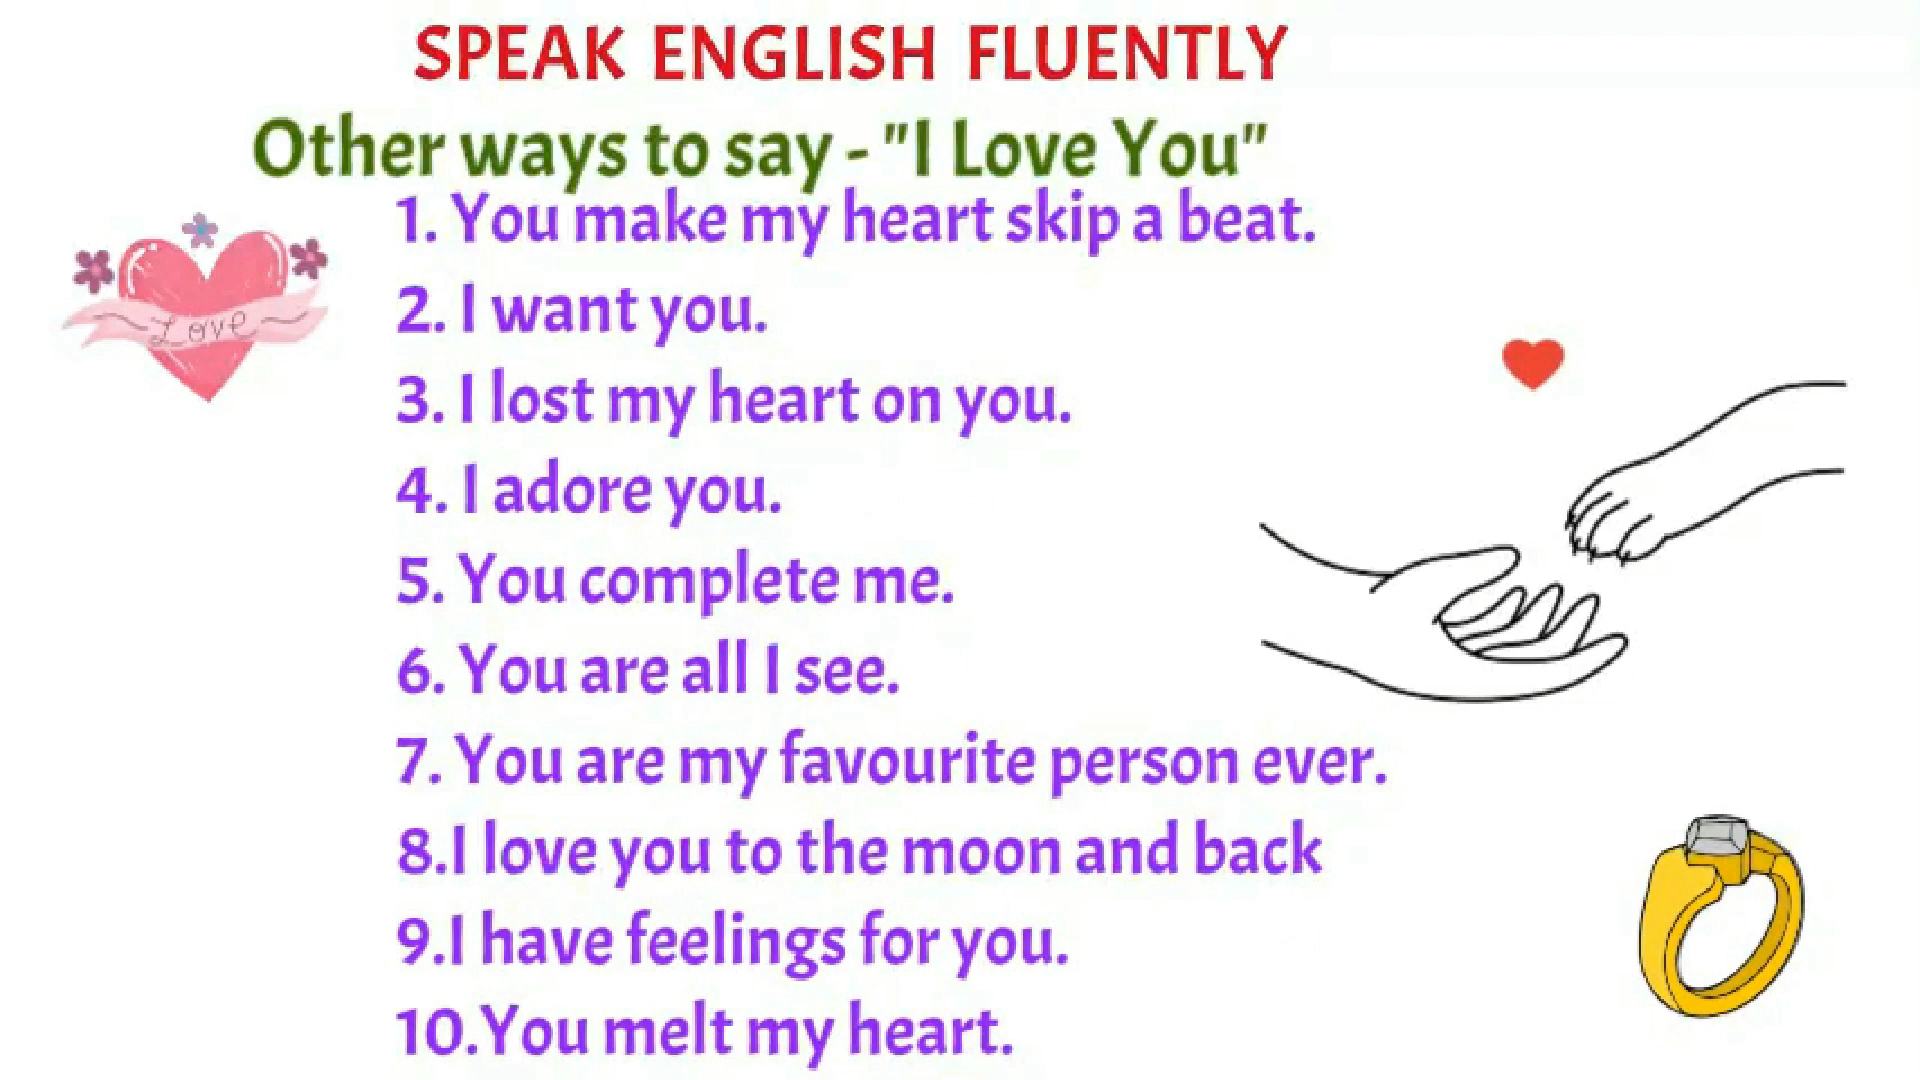 SPEAK ENGLISH FLUENTLY
Other ways to say - "I Love You"
1. You make my heart skip a beat.
2. I want you.
3. I lost my heart on you.
4. I adore you.
5. You complete me.
6. You are all I see.
7. You are my favourite person ever.
8.I love you to the moon and back
9.I have feelings for you.
10.You melt my heart.
Love